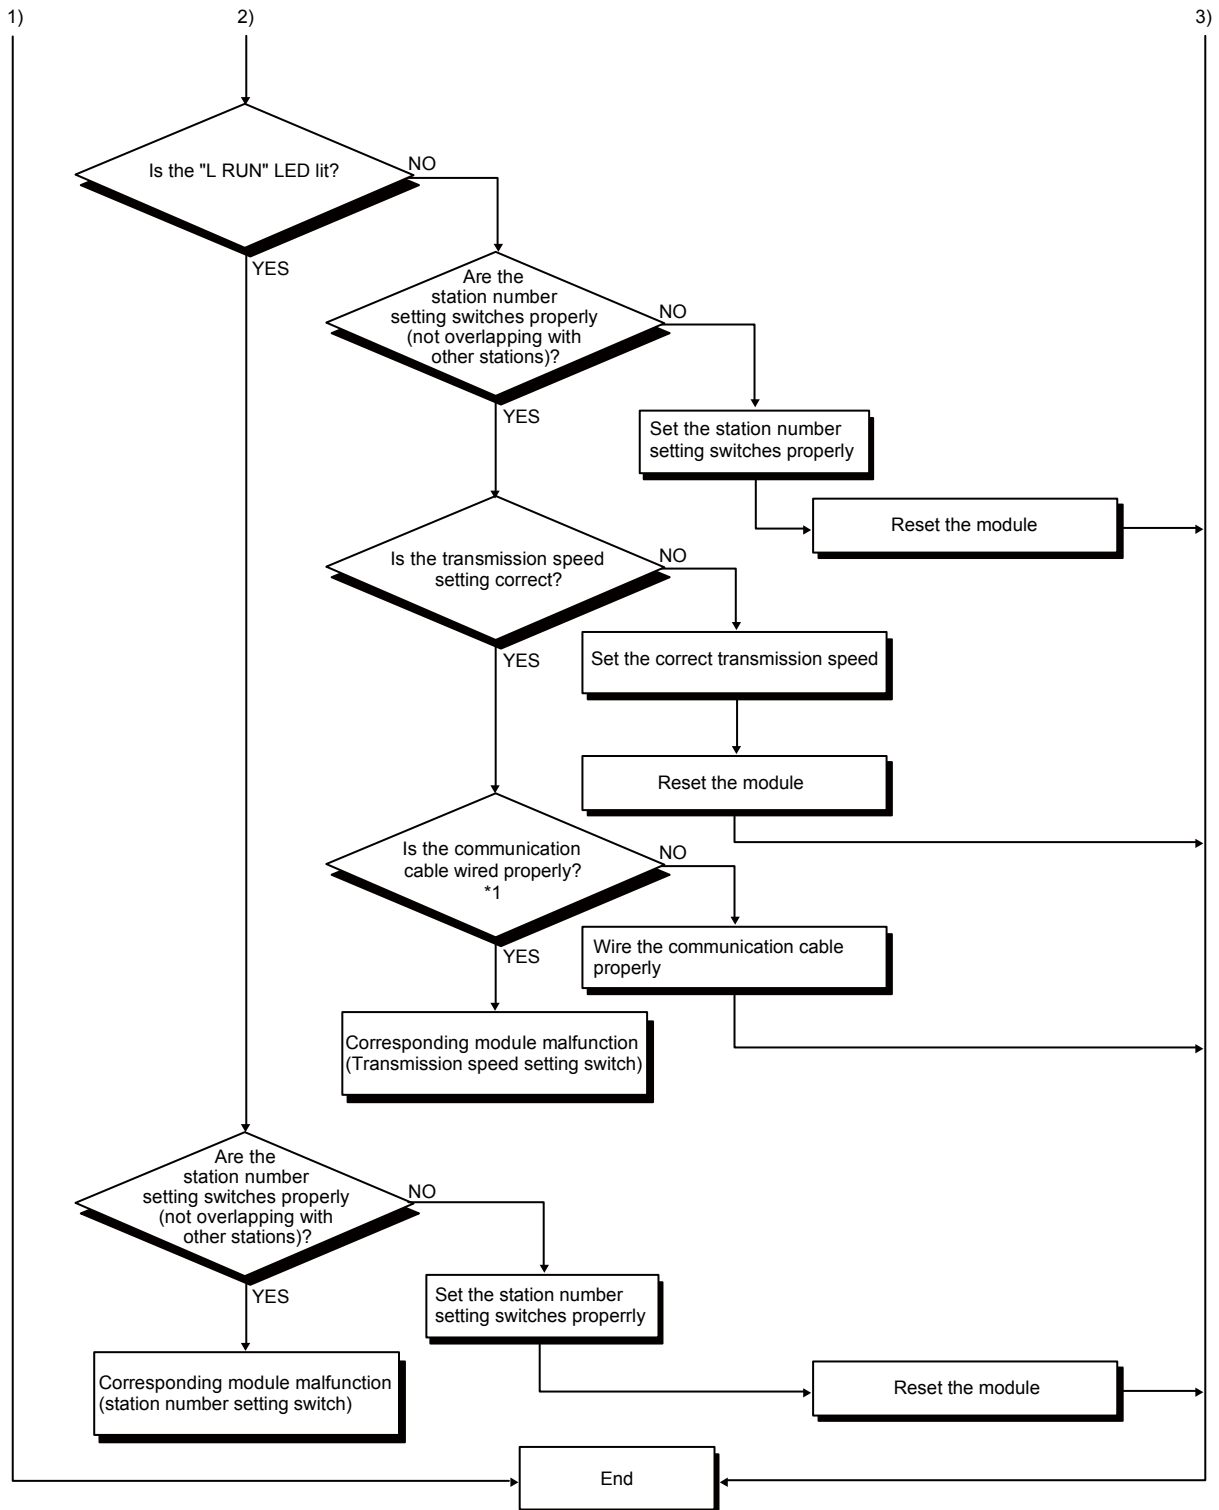 1)
2)
3)
Is the "L RUN" LED lit?
NO
YES
Are the
station number
setting switches properly
(not overlapping with
other stations)?
NO
YES
Set the station number
setting switches properly
Reset the module
Is the transmission speed
setting correct?
NO
YES
Set the correct transmission speed
Reset the module
Is the communication
cable wired properly?
*1
NO
YES
Wire the communication cable
properly
Corresponding module malfunction
(Transmission speed setting switch)
Are the
station number
setting switches properly
(not overlapping with
other stations)?
NO
YES
Set the station number
setting switches properrly
Corresponding module malfunction
(station number setting switch)
Reset the module
End